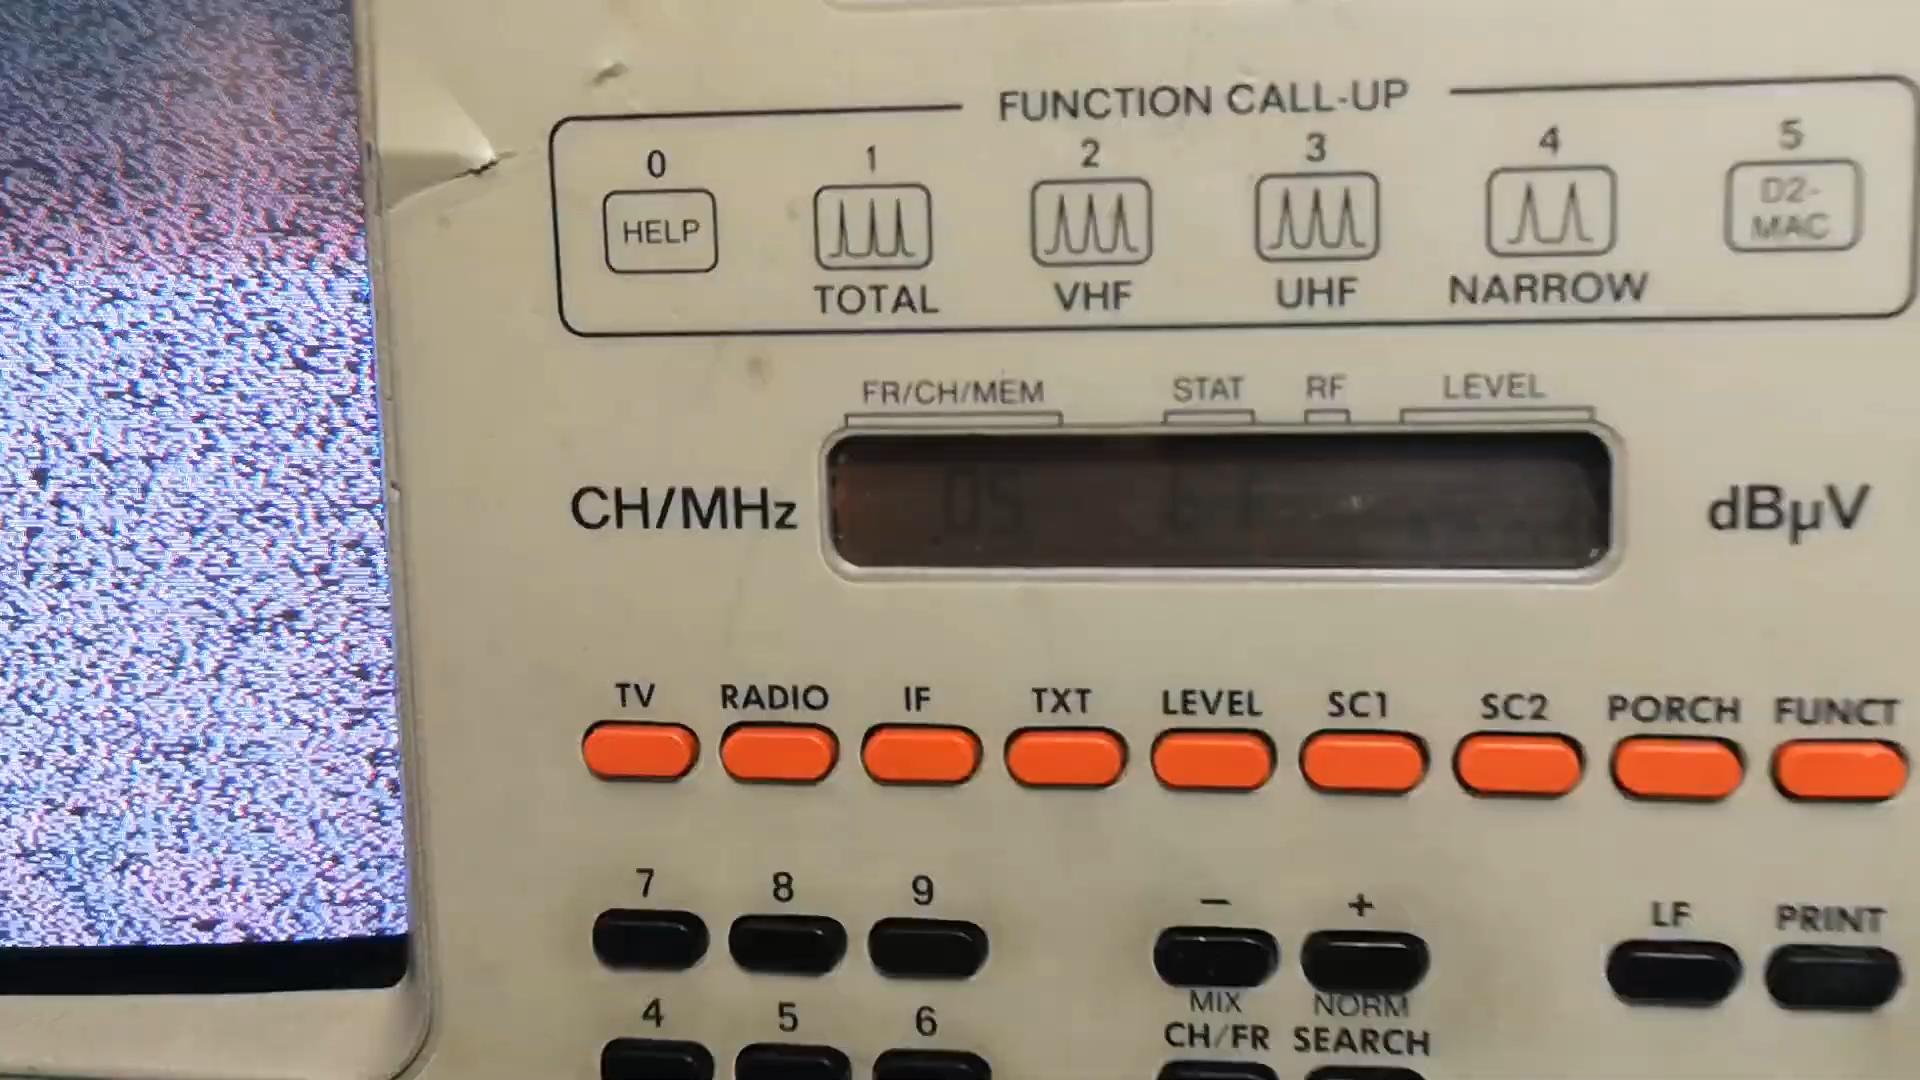 FUNCTION CALL-UP
0 1 2 3 4 5
HELP D2-MAC
TOTAL VHF UHF NARROW
FR/CH/MEM STAT RF LEVEL
CH/MHz 05 dBµV
TV RADIO IF TXT LEVEL SC1 SC2 PORCH FUNCT
7 8 9 − + LF PRINT
MIX NORM
4 5 6 CH/FR SEARCH